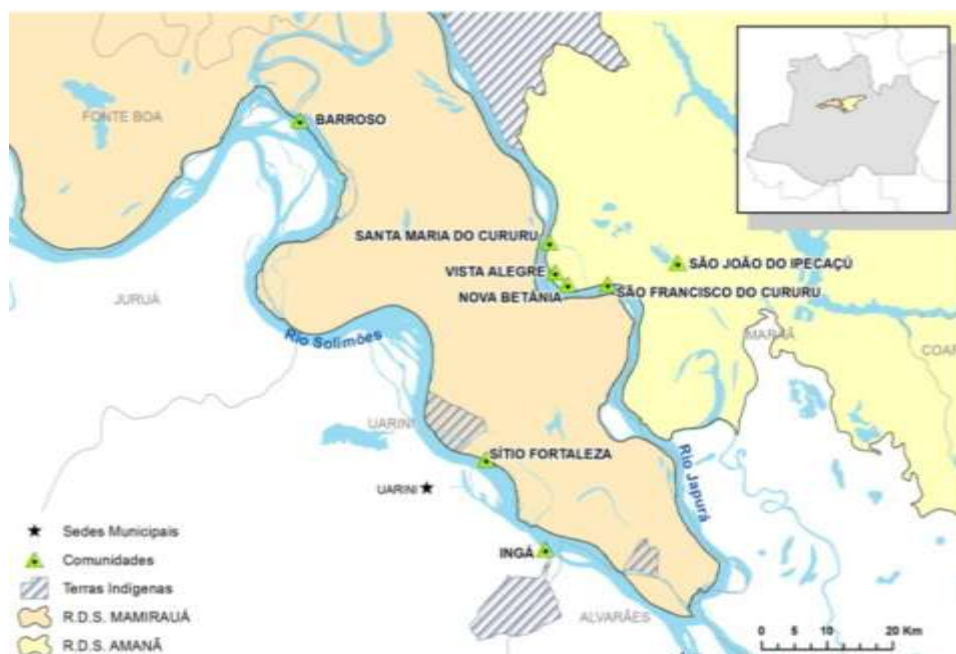 FONTE BOA
BARROSO
SANTA MARIA DO CURURU
SÃO JOÃO DO IPECAÇÚ
VISTA ALEGRE
NOVA BETÂNIA
SÃO FRANCISCO DO CURURU
JURUÁ
Rio Solimões
MARAÃ
COAR
UARINI
SÍTIO FORTALEZA
Rio Japurá
UARINI
INGÁ
ALVARÃES
Sedes Municipais
Comunidades
Terras Indígenas
R.D.S. MAMIRAUÁ
R.D.S. AMANÃ
0 5 10 20 Km